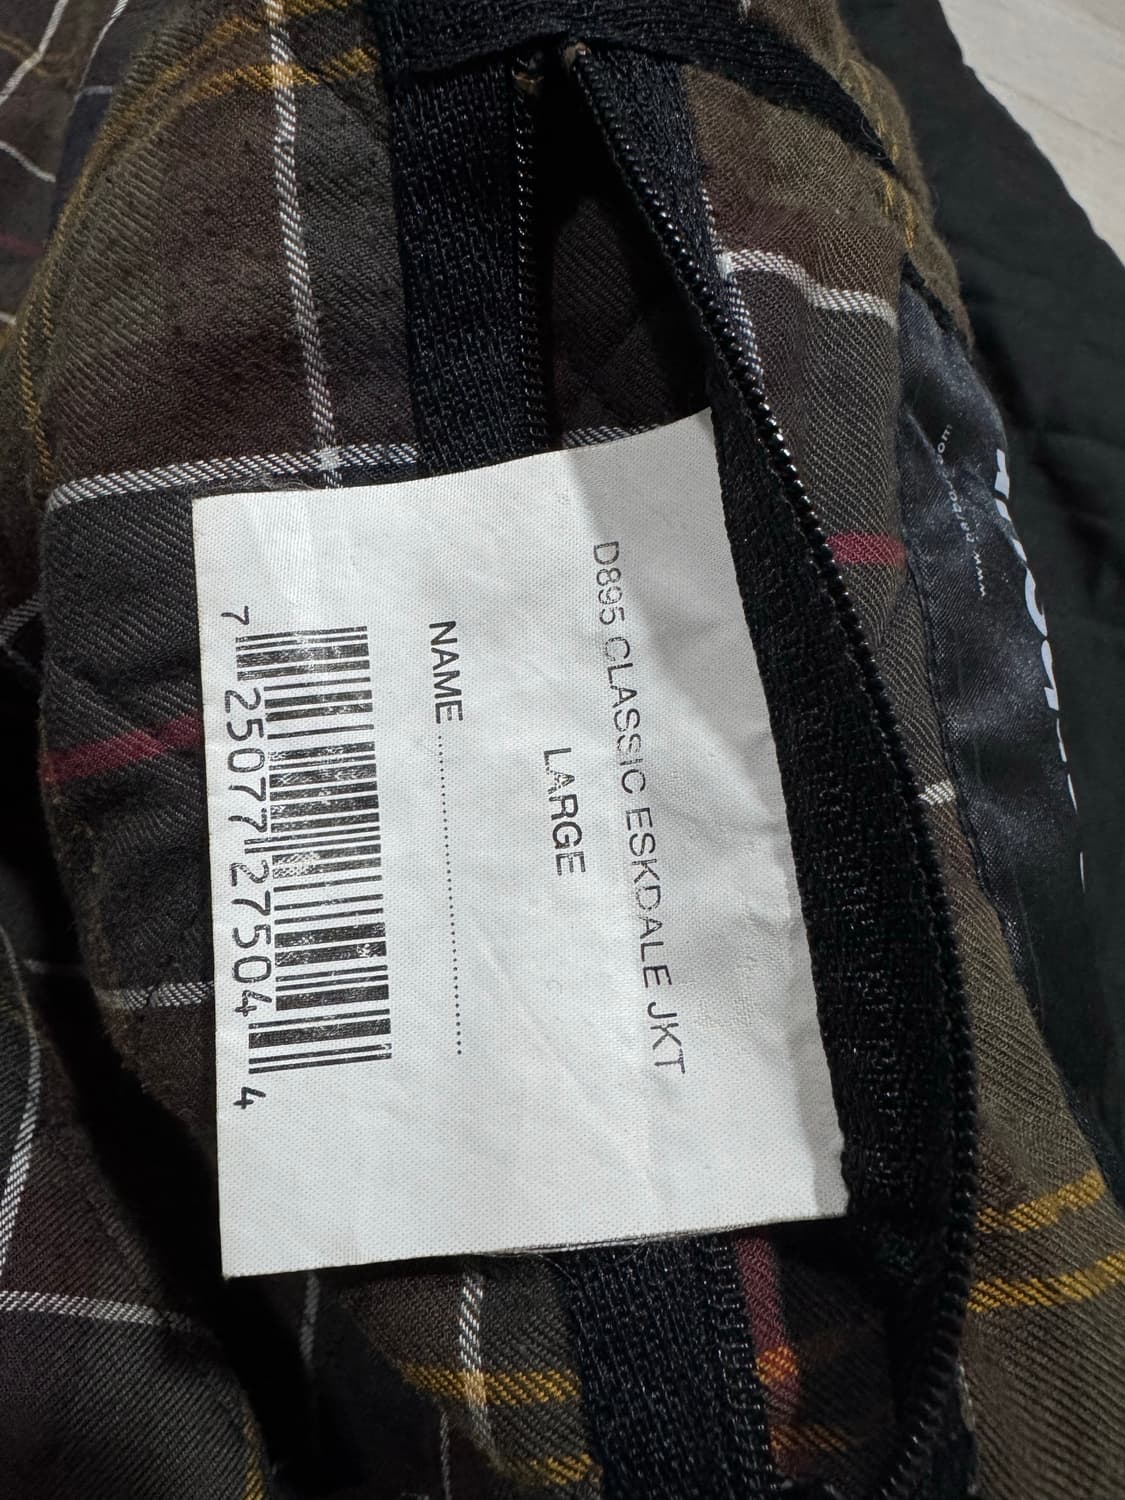 D895 CLASSIC ESKDALE JKT
LARGE
NAME ..............................
7 25077 27504 4